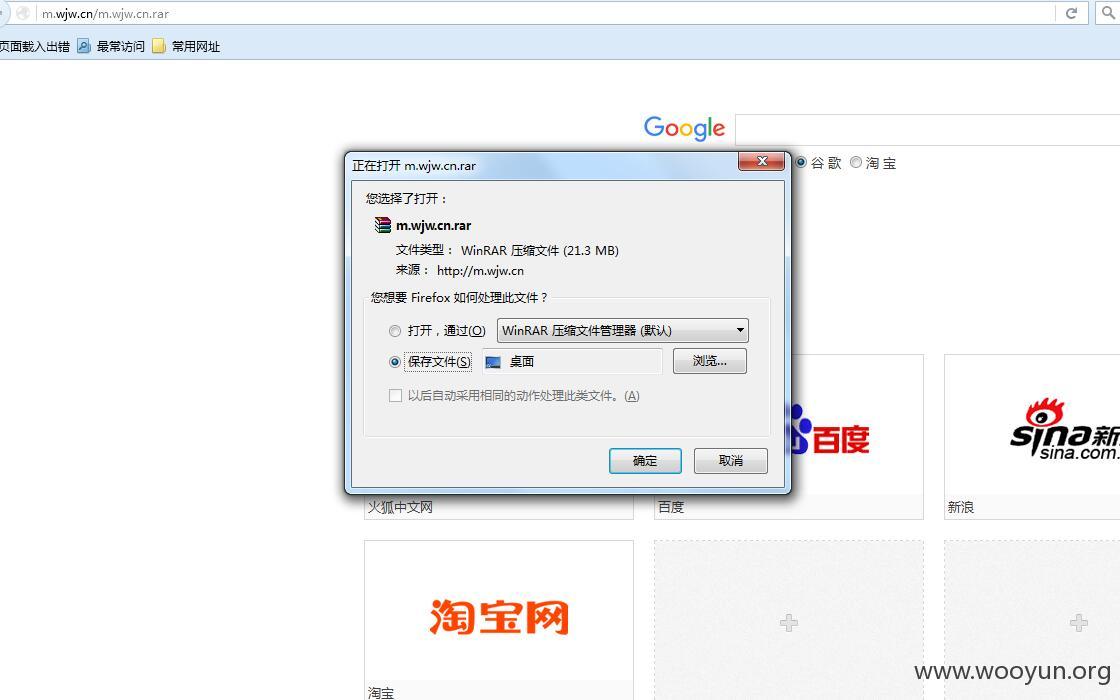 m.wjw.cn/m.wjw.cn.rar
页面载入出错 最常访问 常用网址
Google
谷歌 淘宝
正在打开 m.wjw.cn.rar
您选择了打开：
m.wjw.cn.rar
文件类型： WinRAR 压缩文件 (21.3 MB)
来源： http://m.wjw.cn
您想要 Firefox 如何处理此文件？
打开，通过(O) WinRAR 压缩文件管理器 (默认)
保存文件(S) 桌面 浏览...
以后自动采用相同的动作处理此类文件。(A)
确定 取消
百度
sina新
sina.com.
火狐中文网 百度 新浪
淘宝网
淘宝
www.wooyun.org